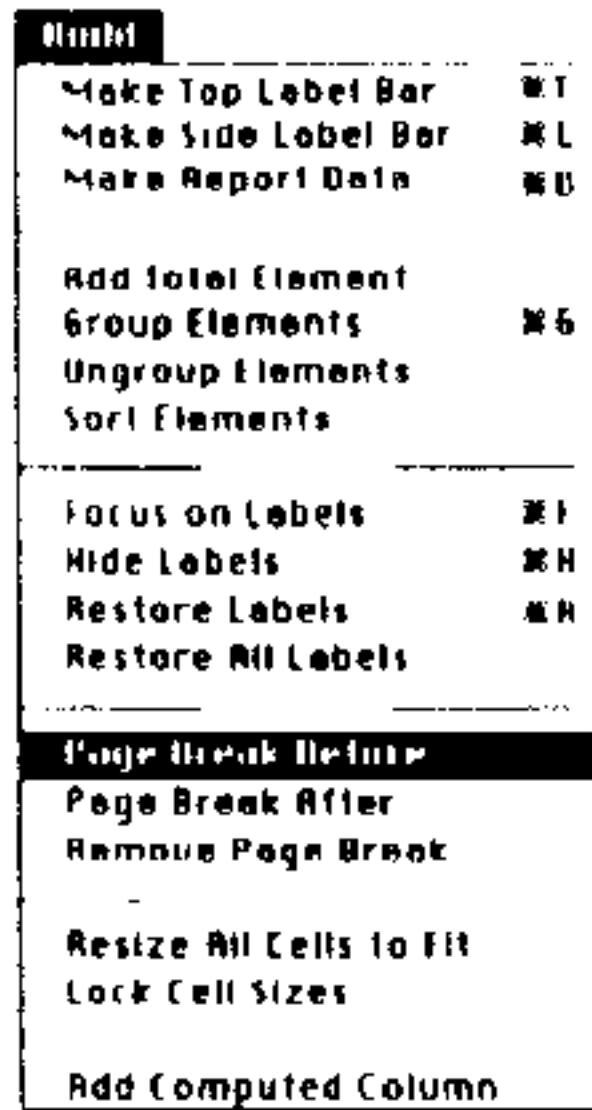 Make Top Label Bar ⌘T
Make Side Label Bar ⌘L
Make Report Data ⌘D
Add Total Element
Group Elements ⌘G
Ungroup Elements
Sort Elements
Focus on Labels ⌘F
Hide Labels ⌘H
Restore Labels ⌘R
Restore All Labels
Page Break Before
Page Break After
Remove Page Break
Resize All Cells to Fit
Lock Cell Sizes
Add Computed Column